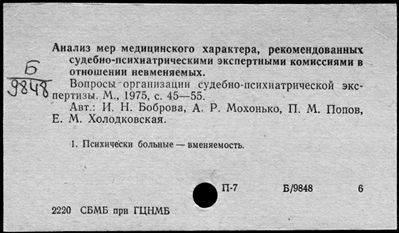 Анализ мер медицинского характера, рекомендованных
судебно-психиатрическими экспертными комиссиями в
отношении невменяемых.
Б
9848
Вопросы организации судебно-психиатрической экс-
пертизы. М., 1975, с. 45—55.
Авт.: И. Н. Боброва, А. Р. Мохонько, П. М. Попов,
Е. М. Холодковская.
1. Психически больные — вменяемость.
П-7 Б/9848 6
2220 СБМБ при ГЦНМБ